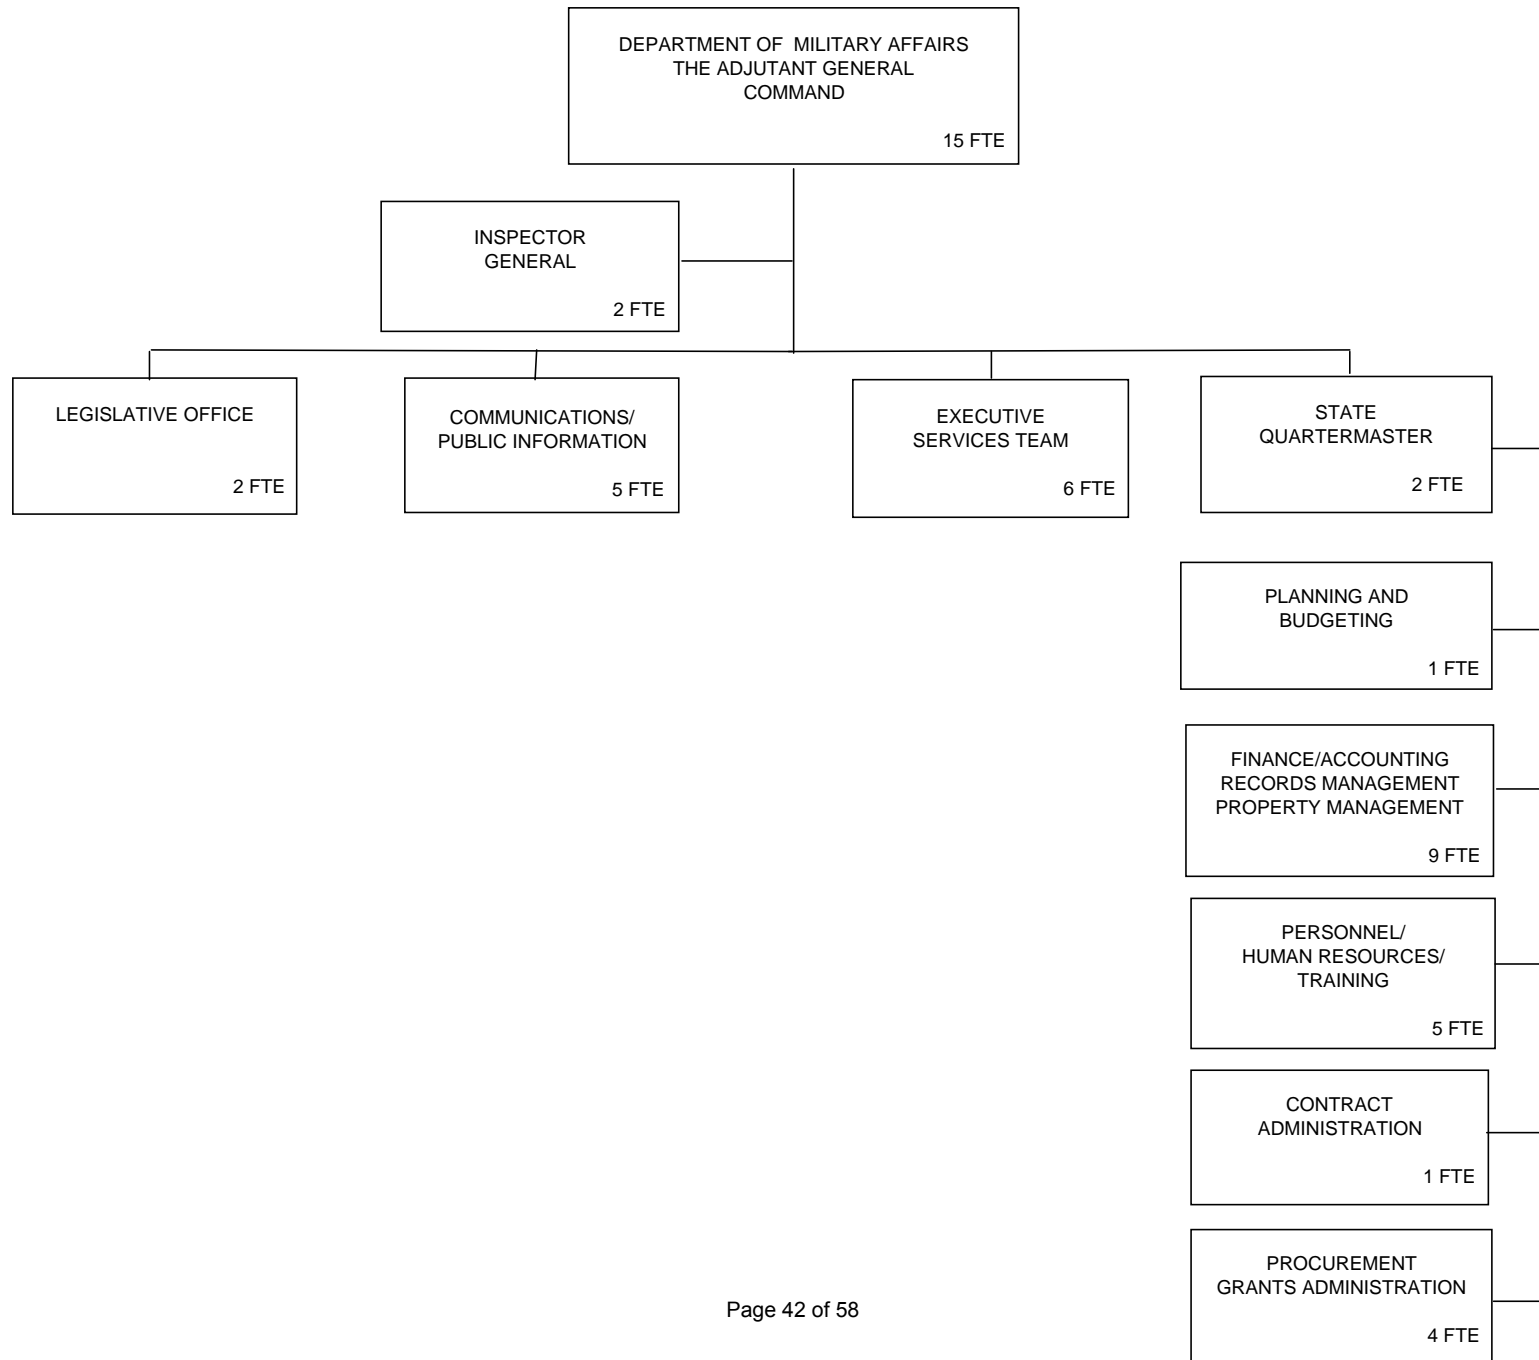 DEPARTMENT OF MILITARY AFFAIRS
THE ADJUTANT GENERAL
COMMAND
15 FTE
INSPECTOR
GENERAL
2 FTE
LEGISLATIVE OFFICE
2 FTE
COMMUNICATIONS/
PUBLIC INFORMATION
5 FTE
EXECUTIVE
SERVICES TEAM
6 FTE
STATE
QUARTERMASTER
2 FTE
PLANNING AND
BUDGETING
1 FTE
FINANCE/ACCOUNTING
RECORDS MANAGEMENT
PROPERTY MANAGEMENT
9 FTE
PERSONNEL/
HUMAN RESOURCES/
TRAINING
5 FTE
CONTRACT
ADMINISTRATION
1 FTE
PROCUREMENT
GRANTS ADMINISTRATION
4 FTE
Page 42 of 58